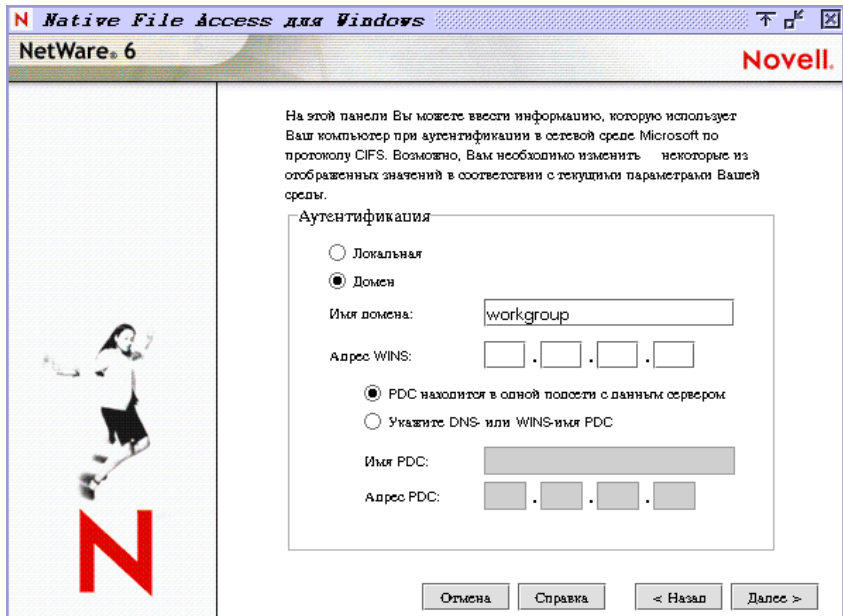 N Native File Access для Windows
NetWare® 6
Novell®
На этой панели Вы можете ввести информацию, которую использует
Ваш компьютер при аутентификации в сетевой среде Microsoft по
протоколу CIFS. Возможно, Вам необходимо изменить некоторые из
отображенных значений в соответствии с текущими параметрами Вашей
среды.
Аутентификация
Локальная
Домен
Имя домена: workgroup
Адрес WINS: . . .
PDC находится в одной подсети с данным сервером
Укажите DNS- или WINS-имя PDC
Имя PDC:
Адрес PDC: . . .
N
Отмена Справка < Назад Далее >